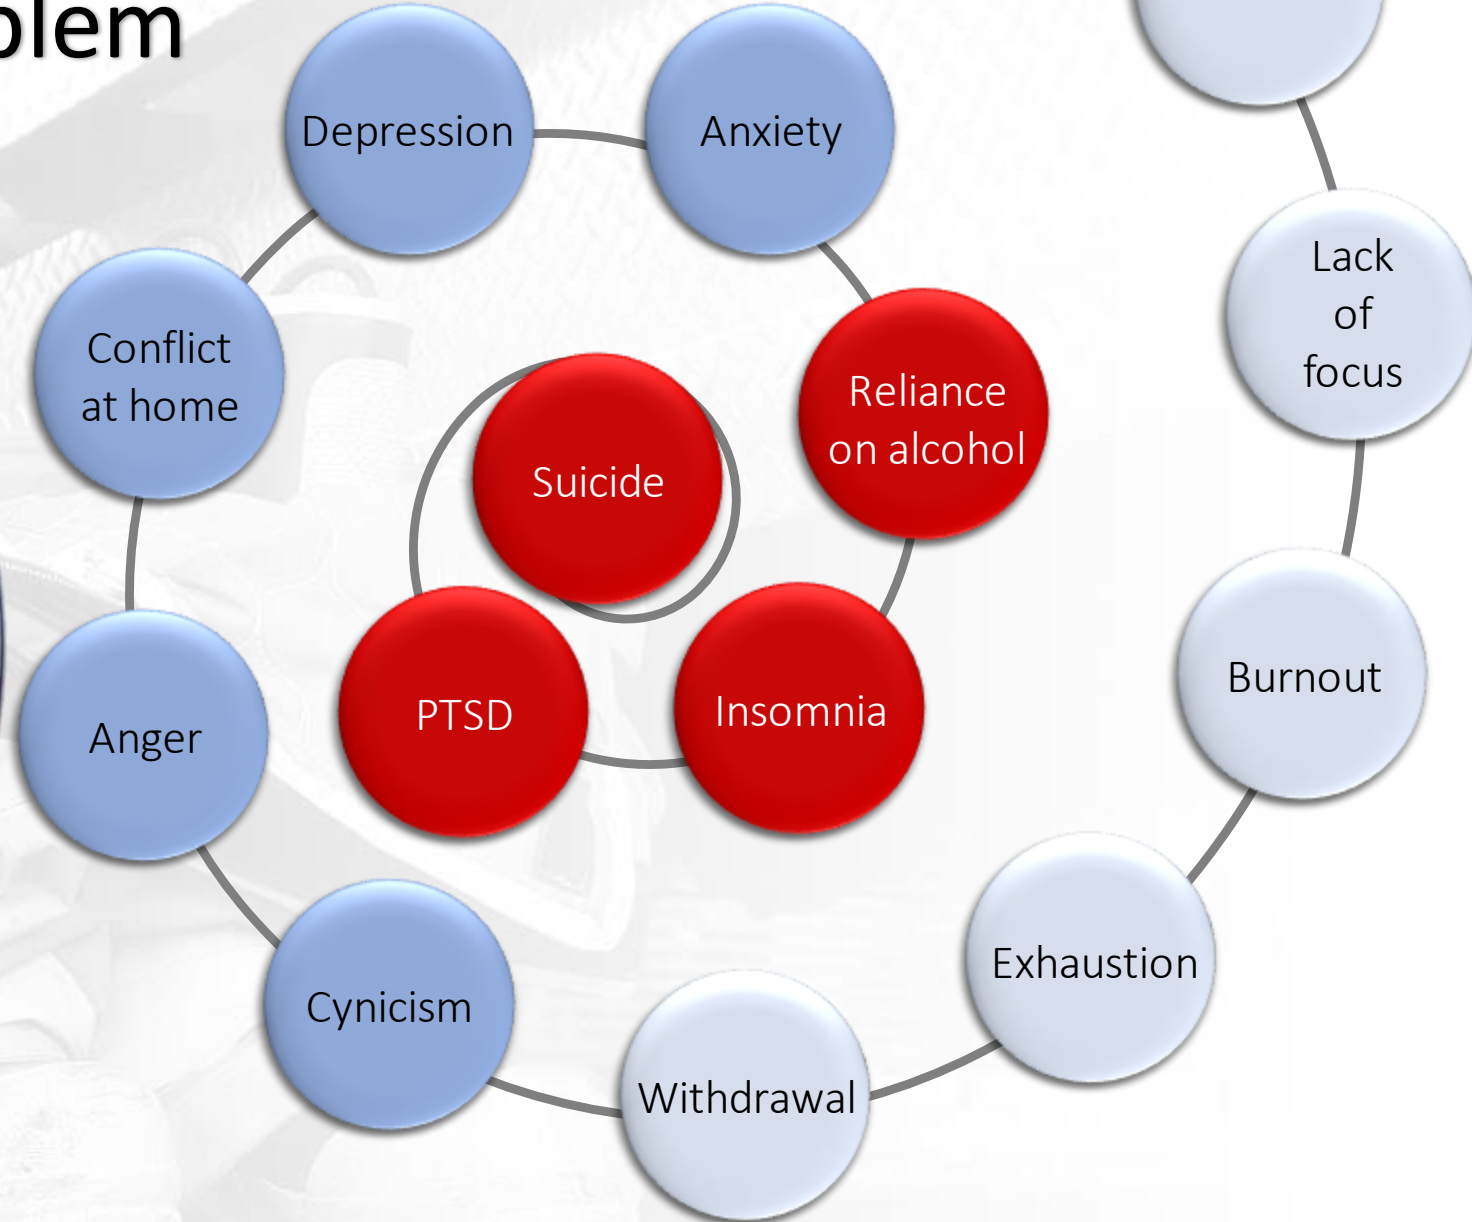 Depression
Anxiety
Lack
of
focus
Conflict
at home
Reliance
on alcohol
Suicide
Burnout
PTSD
Insomnia
Anger
Exhaustion
Cynicism
Withdrawal